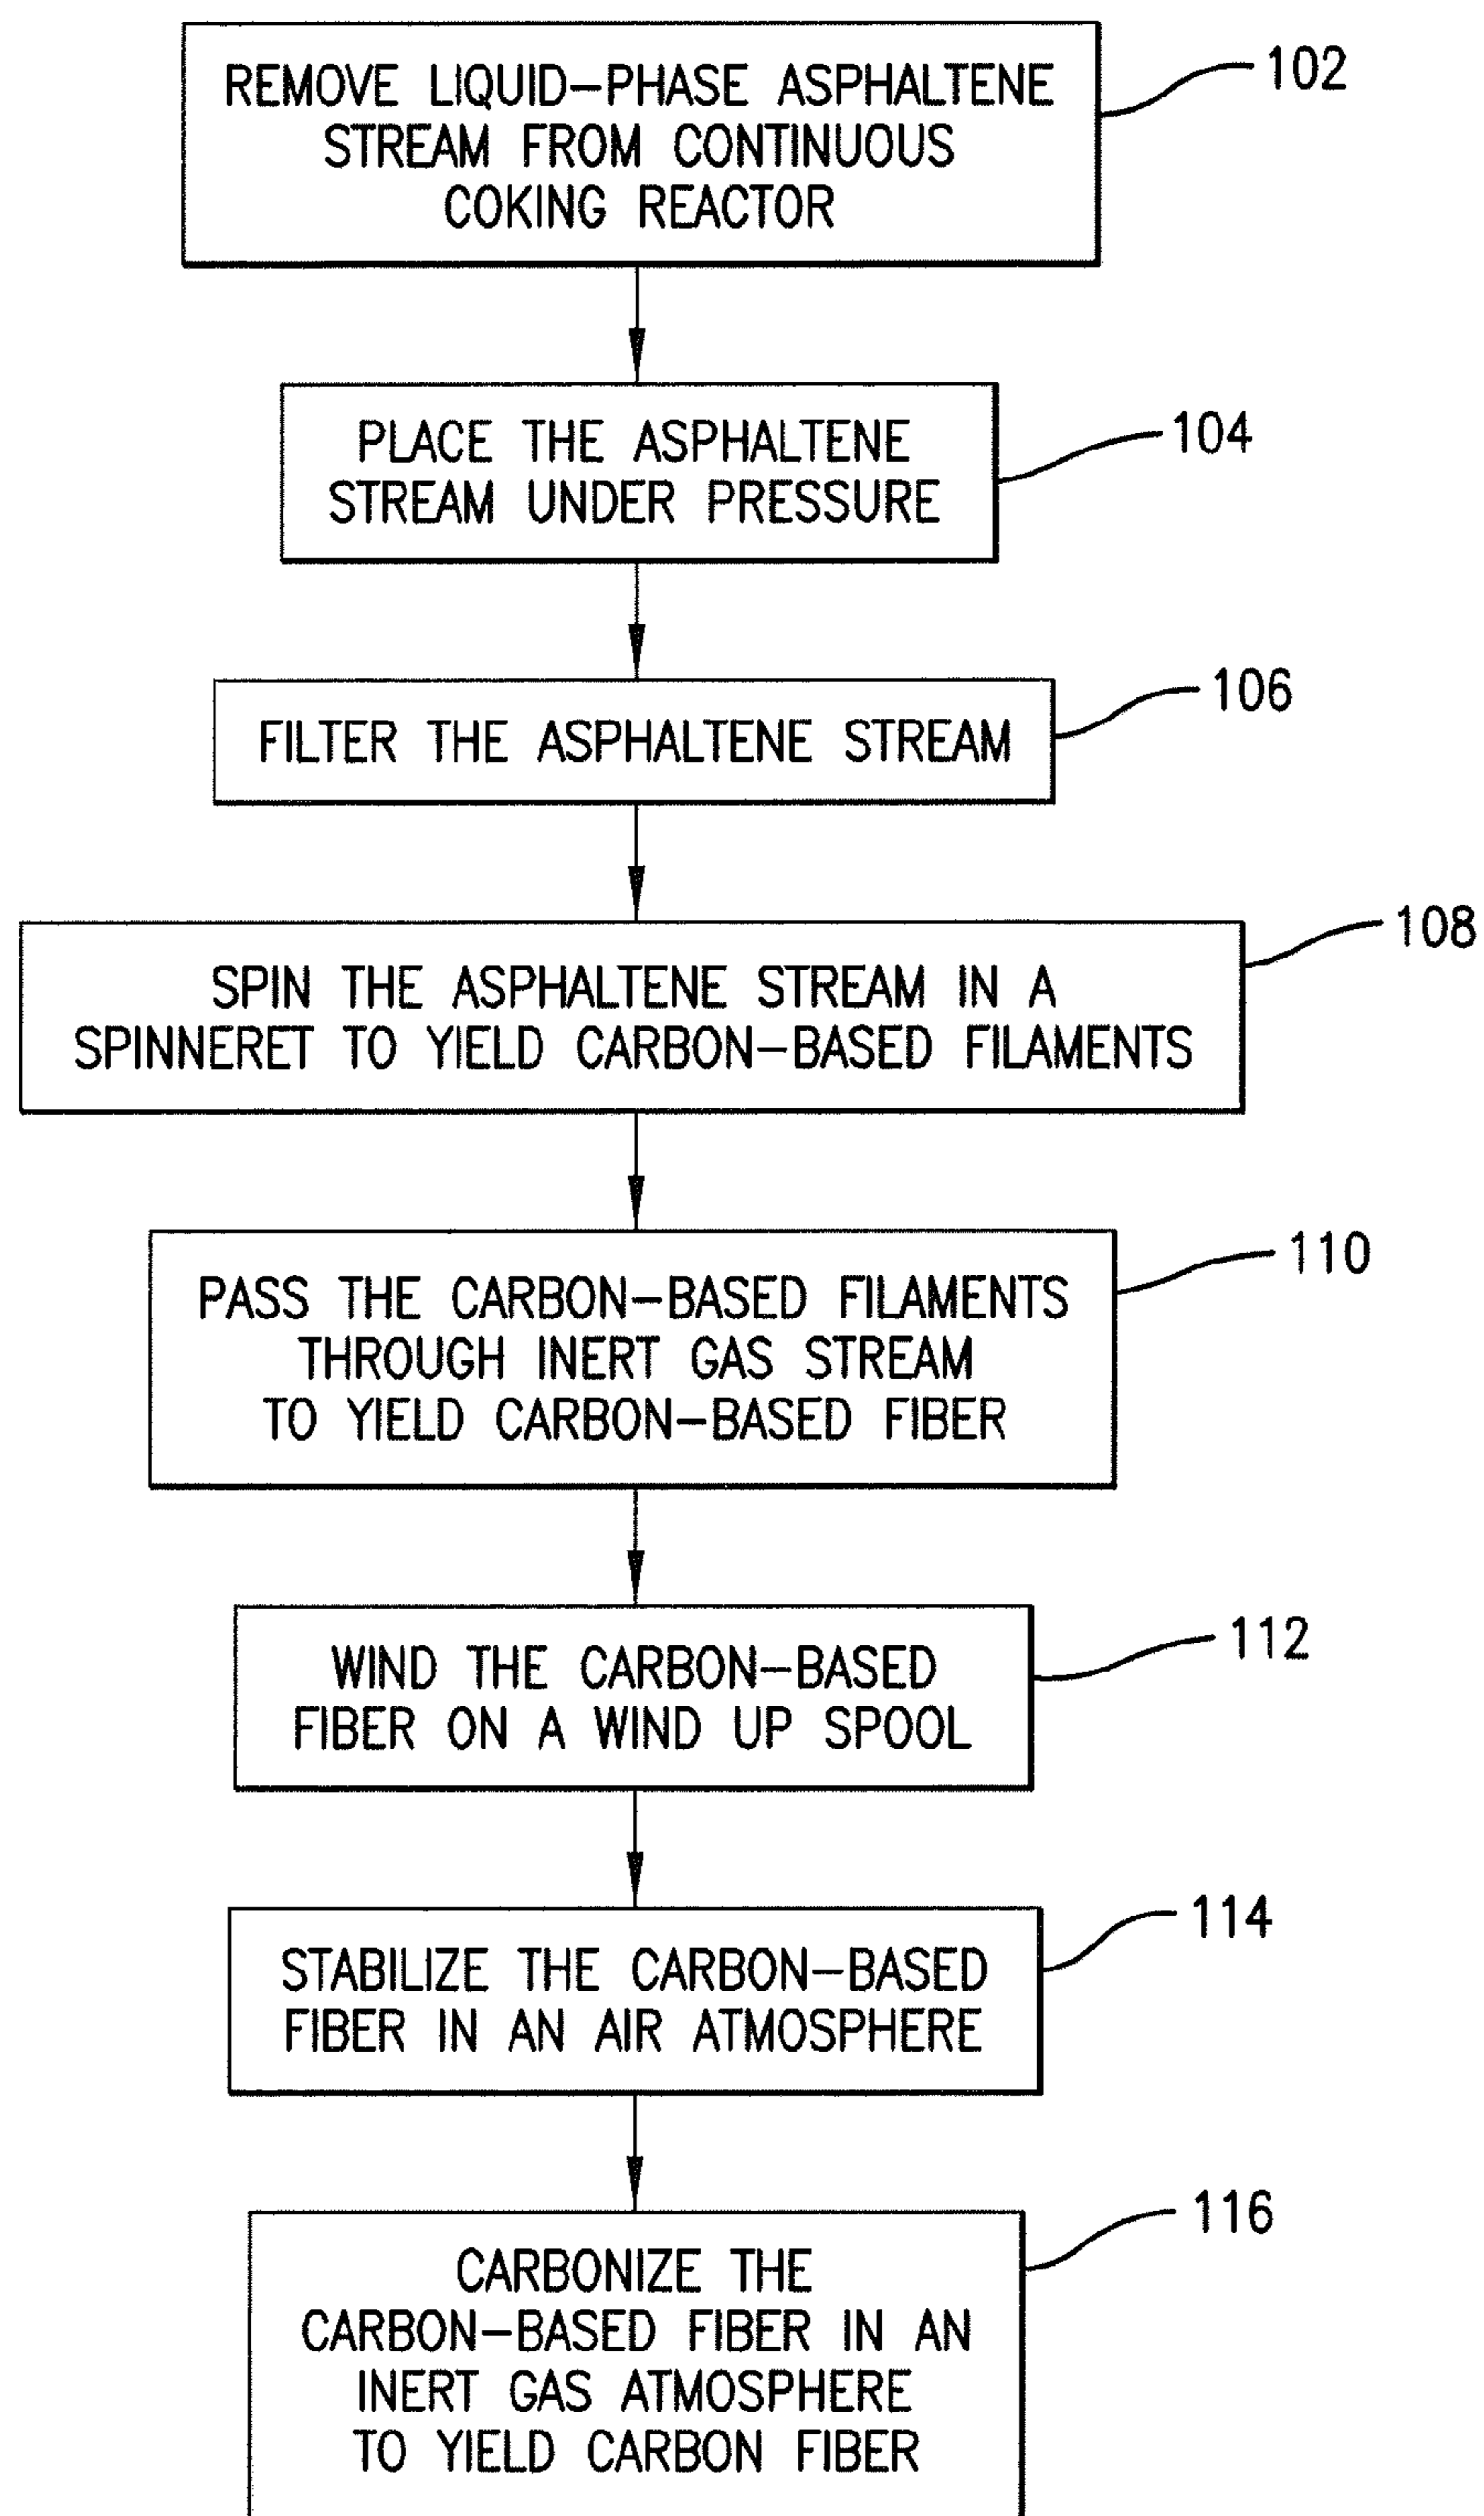 REMOVE LIQUID-PHASE ASPHALTENE
STREAM FROM CONTINUOUS
COKING REACTOR
102
PLACE THE ASPHALTENE
STREAM UNDER PRESSURE
104
FILTER THE ASPHALTENE STREAM
106
SPIN THE ASPHALTENE STREAM IN A
SPINNERET TO YIELD CARBON-BASED FILAMENTS
108
PASS THE CARBON-BASED FILAMENTS
THROUGH INERT GAS STREAM
TO YIELD CARBON-BASED FIBER
110
WIND THE CARBON-BASED
FIBER ON A WIND UP SPOOL
112
STABILIZE THE CARBON-BASED
FIBER IN AN AIR ATMOSPHERE
114
CARBONIZE THE
CARBON-BASED FIBER IN AN
INERT GAS ATMOSPHERE
TO YIELD CARBON FIBER
116